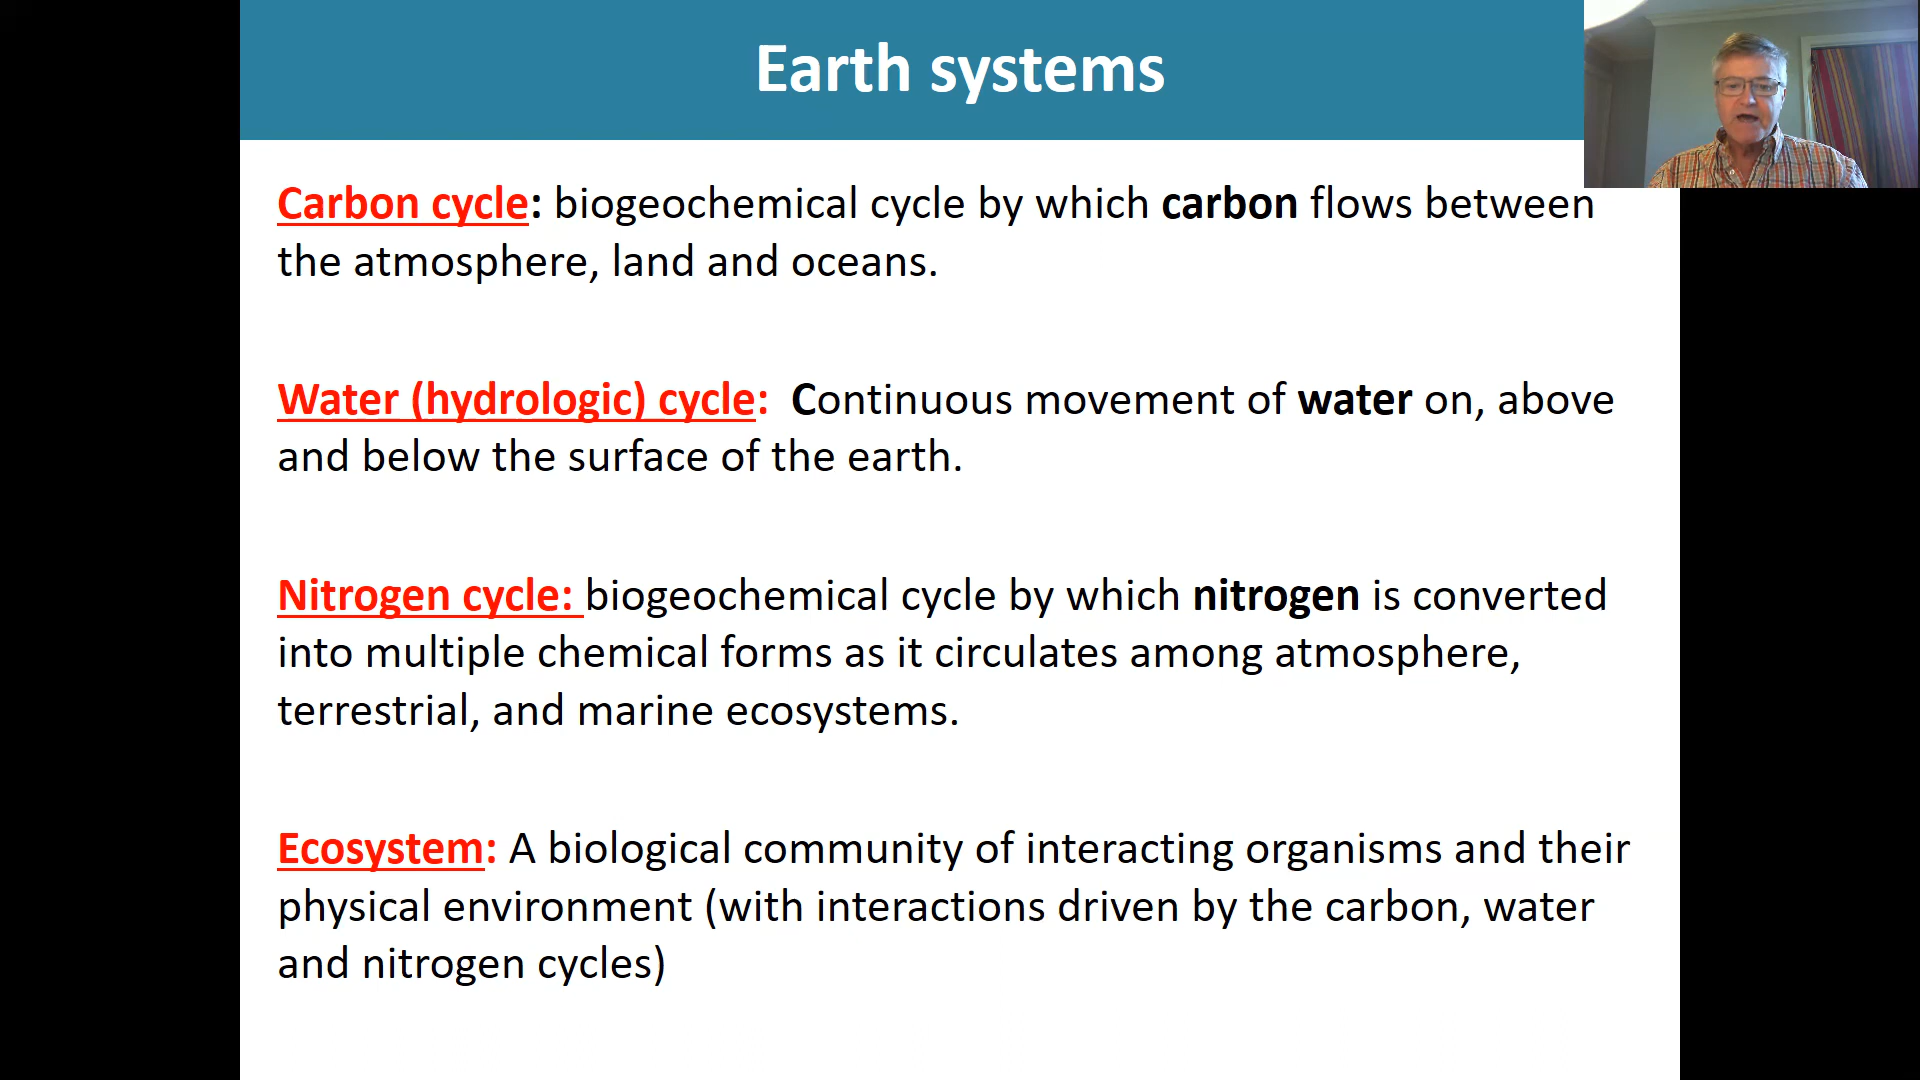 Earth systems
Carbon cycle: biogeochemical cycle by which carbon flows between
the atmosphere, land and oceans.
Water (hydrologic) cycle: Continuous movement of water on, above
and below the surface of the earth.
Nitrogen cycle: biogeochemical cycle by which nitrogen is converted
into multiple chemical forms as it circulates among atmosphere,
terrestrial, and marine ecosystems.
Ecosystem: A biological community of interacting organisms and their
physical environment (with interactions driven by the carbon, water
and nitrogen cycles)